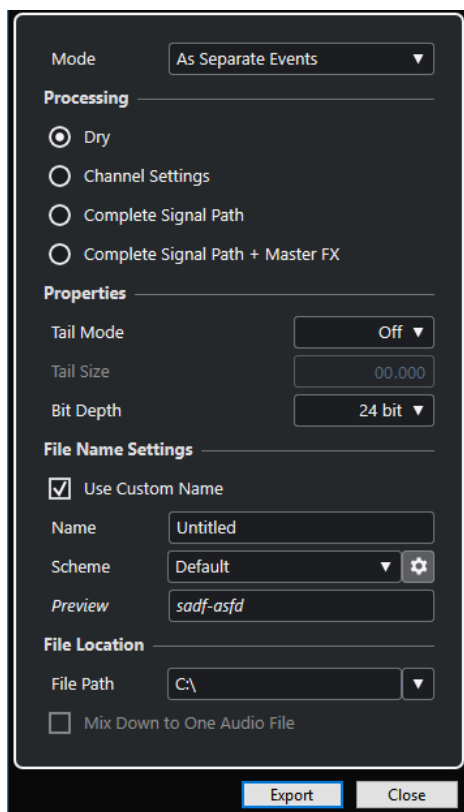 Mode As Separate Events
Processing
Dry
Channel Settings
Complete Signal Path
Complete Signal Path + Master FX
Properties
Tail Mode Off
Tail Size 00.000
Bit Depth 24 bit
File Name Settings
Use Custom Name
Name Untitled
Scheme Default
Preview sadf-asfd
File Location
File Path C:\
Mix Down to One Audio File
Export Close